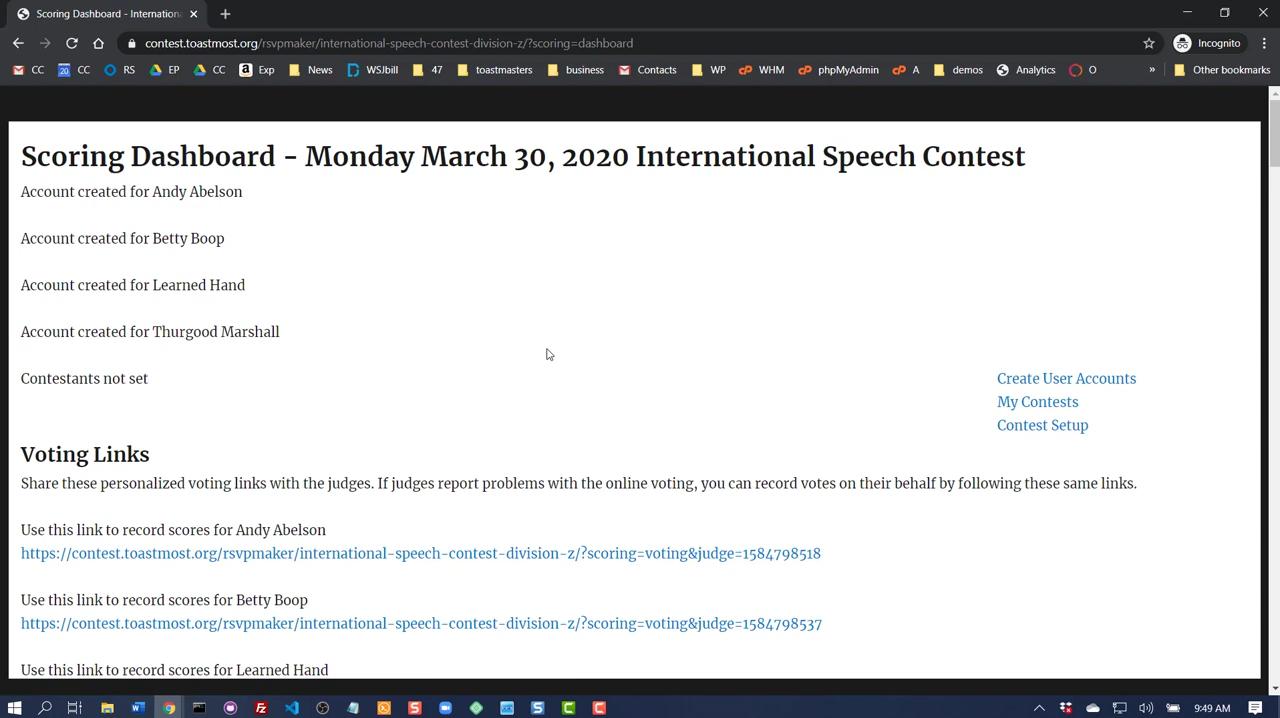 Scoring Dashboard - Internationa
contest.toastmost.org/rsvpmaker/international-speech-contest-division-z/?scoring=dashboard
Incognito
CC
CC
RS
EP
CC
Exp
News
WSJbill
47
toastmasters
business
Contacts
WP
WHM
phpMyAdmin
A
demos
Analytics
O
»
Other bookmarks
Scoring Dashboard - Monday March 30, 2020 International Speech Contest
Account created for Andy Abelson
Account created for Betty Boop
Account created for Learned Hand
Account created for Thurgood Marshall
Contestants not set
Create User Accounts
My Contests
Contest Setup
Voting Links
Share these personalized voting links with the judges. If judges report problems with the online voting, you can record votes on their behalf by following these same links.
Use this link to record scores for Andy Abelson
https://contest.toastmost.org/rsvpmaker/international-speech-contest-division-z/?scoring=voting&judge=1584798518
Use this link to record scores for Betty Boop
https://contest.toastmost.org/rsvpmaker/international-speech-contest-division-z/?scoring=voting&judge=1584798537
Use this link to record scores for Learned Hand
9:49 AM